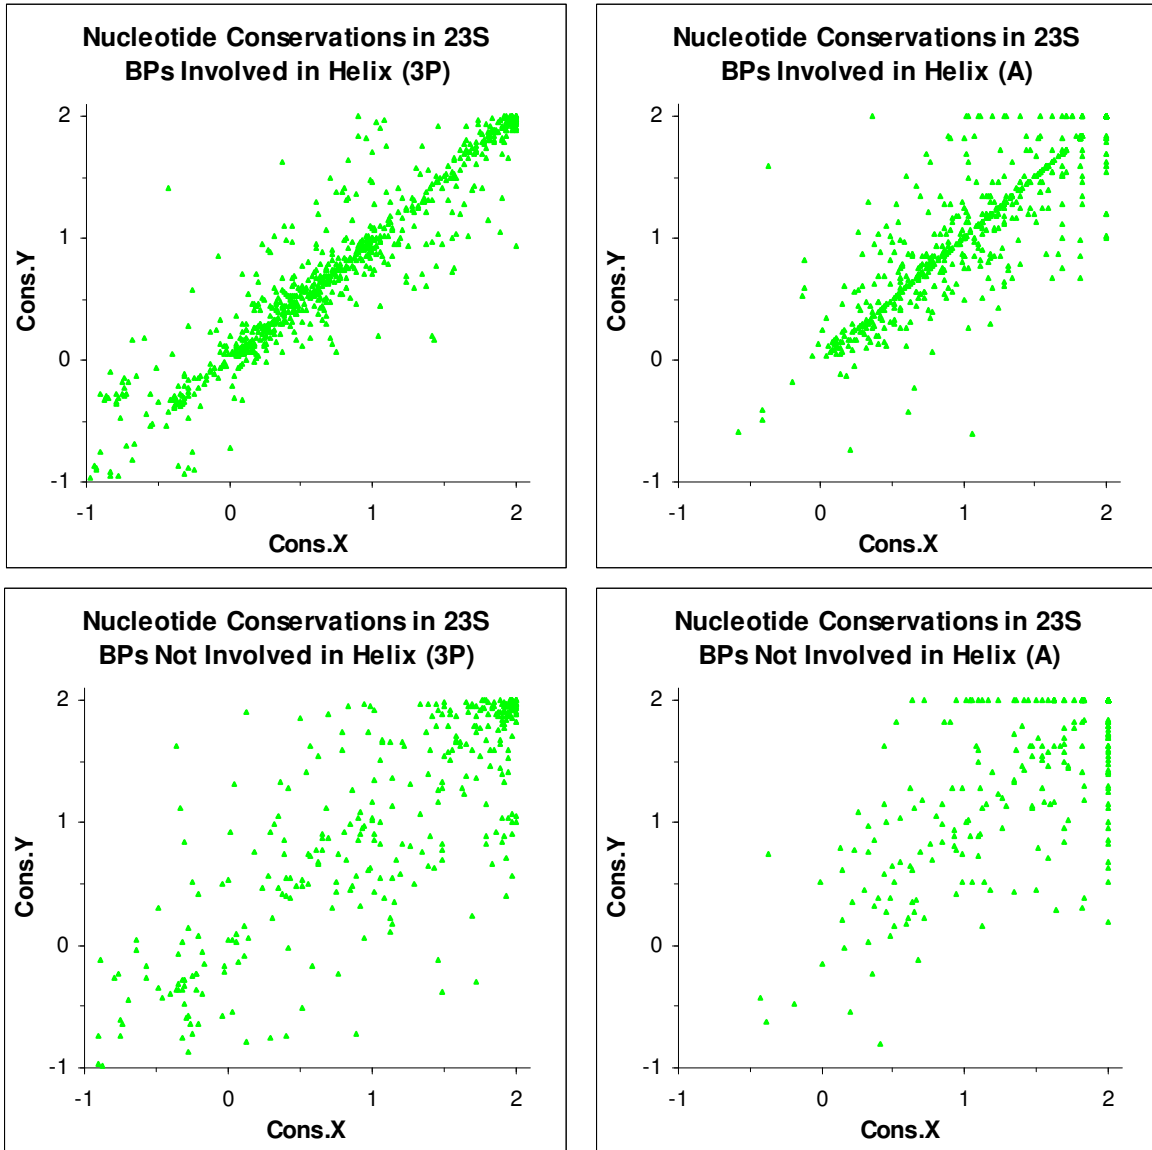 Nucleotide Conservations in 23S
BPs Involved in Helix (3P)
2
1
0
-1
-1
0
1
2
Cons.Y
Cons.X
Nucleotide Conservations in 23S
BPs Involved in Helix (A)
2
1
0
-1
-1
0
1
2
Cons.Y
Cons.X
Nucleotide Conservations in 23S
BPs Not Involved in Helix (3P)
2
1
0
-1
-1
0
1
2
Cons.Y
Cons.X
Nucleotide Conservations in 23S
BPs Not Involved in Helix (A)
2
1
0
-1
-1
0
1
2
Cons.Y
Cons.X